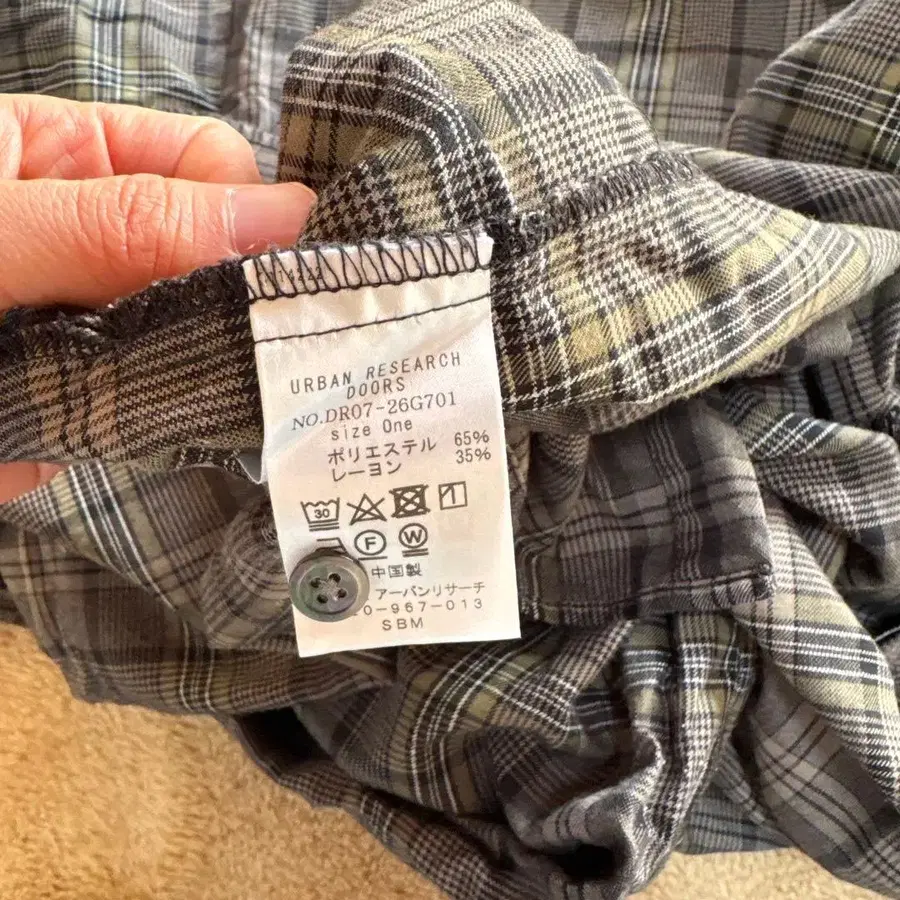 URBAN RESEARCH
DOORS
NO.DR07-26G701
size One
ポリエステル 65%
レーヨン 35%
30
F W
中国製
アーバンリサーチ
0-967-013
SBM